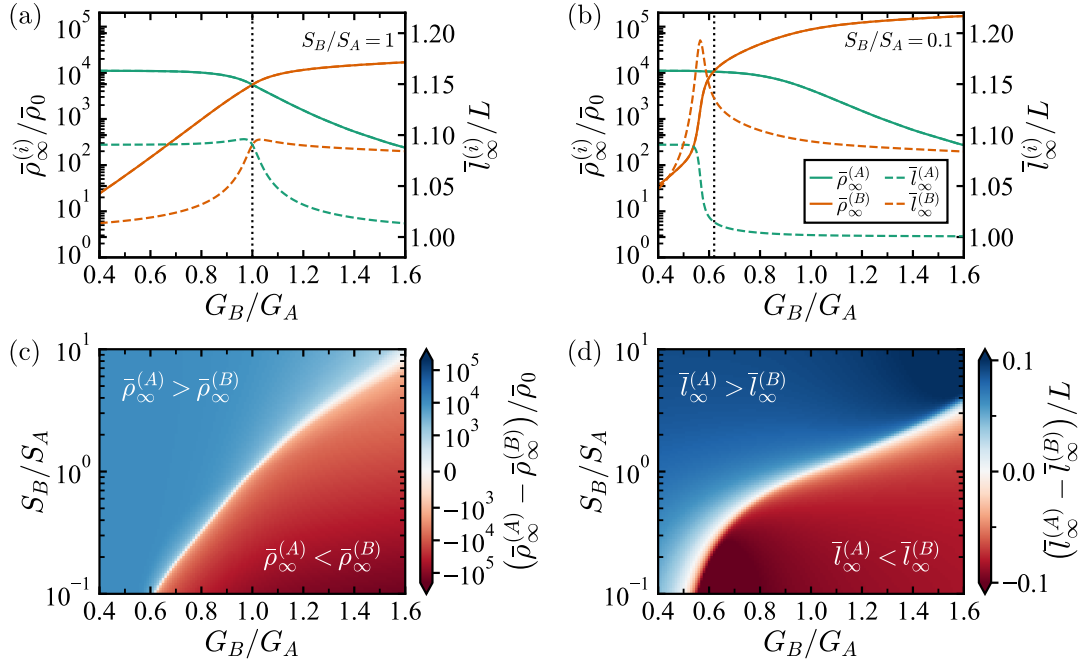 (a)
S_B/S_A = 1
ρ̄_∞^{(i)}/ρ̄_0
10^5
10^4
10^3
10^2
10^1
10^0
1.20
1.15
1.10
1.05
1.00
l̄_∞^{(i)}/L
0.4 0.6 0.8 1.0 1.2 1.4 1.6
G_B/G_A
(b)
S_B/S_A = 0.1
ρ̄_∞^{(i)}/ρ̄_0
10^5
10^4
10^3
10^2
10^1
10^0
ρ̄_∞^{(A)} l̄_∞^{(A)}
ρ̄_∞^{(B)} l̄_∞^{(B)}
1.20
1.15
1.10
1.05
1.00
l̄_∞^{(i)}/L
0.4 0.6 0.8 1.0 1.2 1.4 1.6
G_B/G_A
(c)
S_B/S_A
10^1
10^0
10^{-1}
ρ̄_∞^{(A)} > ρ̄_∞^{(B)}
ρ̄_∞^{(A)} < ρ̄_∞^{(B)}
0.4 0.6 0.8 1.0 1.2 1.4 1.6
G_B/G_A
10^5
10^4
10^3
0
−10^3
−10^4
−10^5
(ρ̄_∞^{(A)} − ρ̄_∞^{(B)})/ρ̄_0
(d)
S_B/S_A
10^1
10^0
10^{-1}
l̄_∞^{(A)} > l̄_∞^{(B)}
l̄_∞^{(A)} < l̄_∞^{(B)}
0.4 0.6 0.8 1.0 1.2 1.4 1.6
G_B/G_A
0.1
0.0
−0.1
(l̄_∞^{(A)} − l̄_∞^{(B)})/L